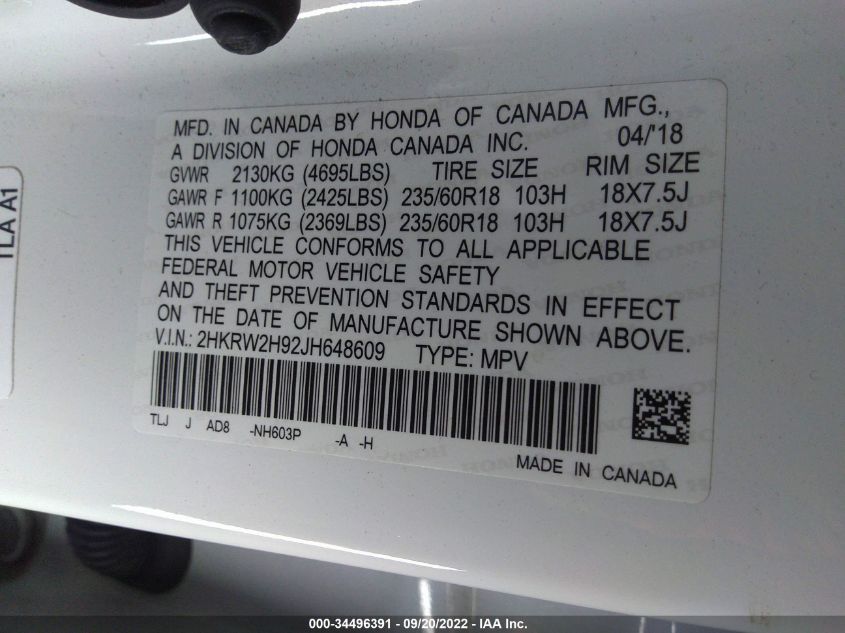 MFD. IN CANADA BY HONDA OF CANADA MFG.,
A DIVISION OF HONDA CANADA INC. 04/'18
GVWR 2130KG (4695LBS) TIRE SIZE RIM SIZE
GAWR F 1100KG (2425LBS) 235/60R18 103H 18X7.5J
GAWR R 1075KG (2369LBS) 235/60R18 103H 18X7.5J
THIS VEHICLE CONFORMS TO ALL APPLICABLE
FEDERAL MOTOR VEHICLE SAFETY
AND THEFT PREVENTION STANDARDS IN EFFECT
ON THE DATE OF MANUFACTURE SHOWN ABOVE.
V.I.N.: 2HKRW2H92JH648609 TYPE: MPV
TLJ J AD8 -NH603P -A -H
MADE IN CANADA
TLA A1
000-34496391 - 09/20/2022 - IAA Inc.